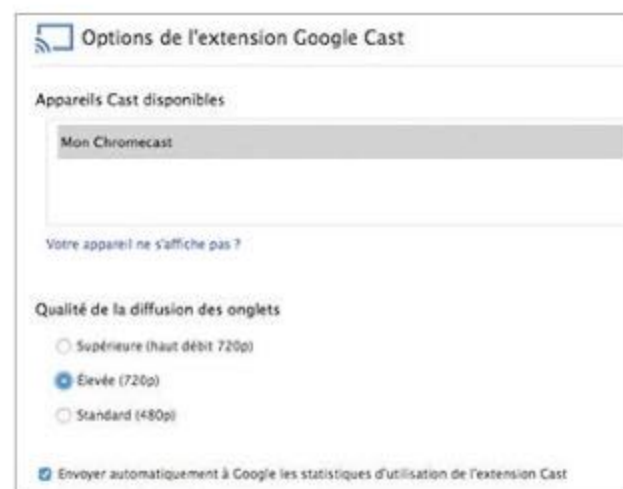 Options de l'extension Google Cast
Appareils Cast disponibles
Mon Chromecast
Votre appareil ne s'affiche pas ?
Qualité de la diffusion des onglets
Supérieure (haut débit 720p)
Élevée (720p)
Standard (480p)
Envoyer automatiquement à Google les statistiques d'utilisation de l'extension Cast